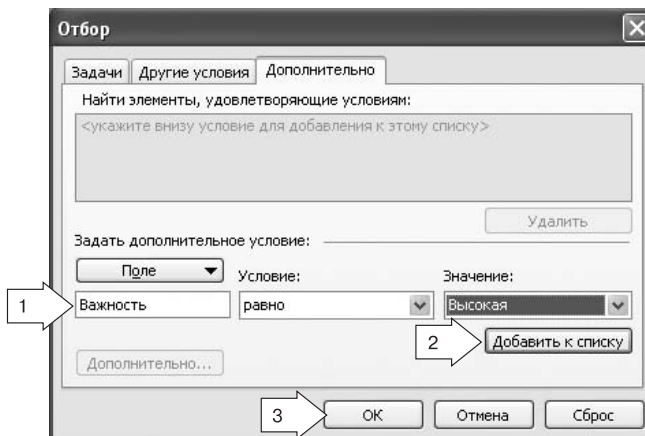 Отбор
Задачи Другие условия Дополнительно
Найти элементы, удовлетворяющие условиям:
<укажите внизу условие для добавления к этому списку>
Удалить
Задать дополнительное условие:
Поле Условие: Значение:
1 Важность равно Высокая
2 Добавить к списку
Дополнительно...
3 ОК Отмена Сброс